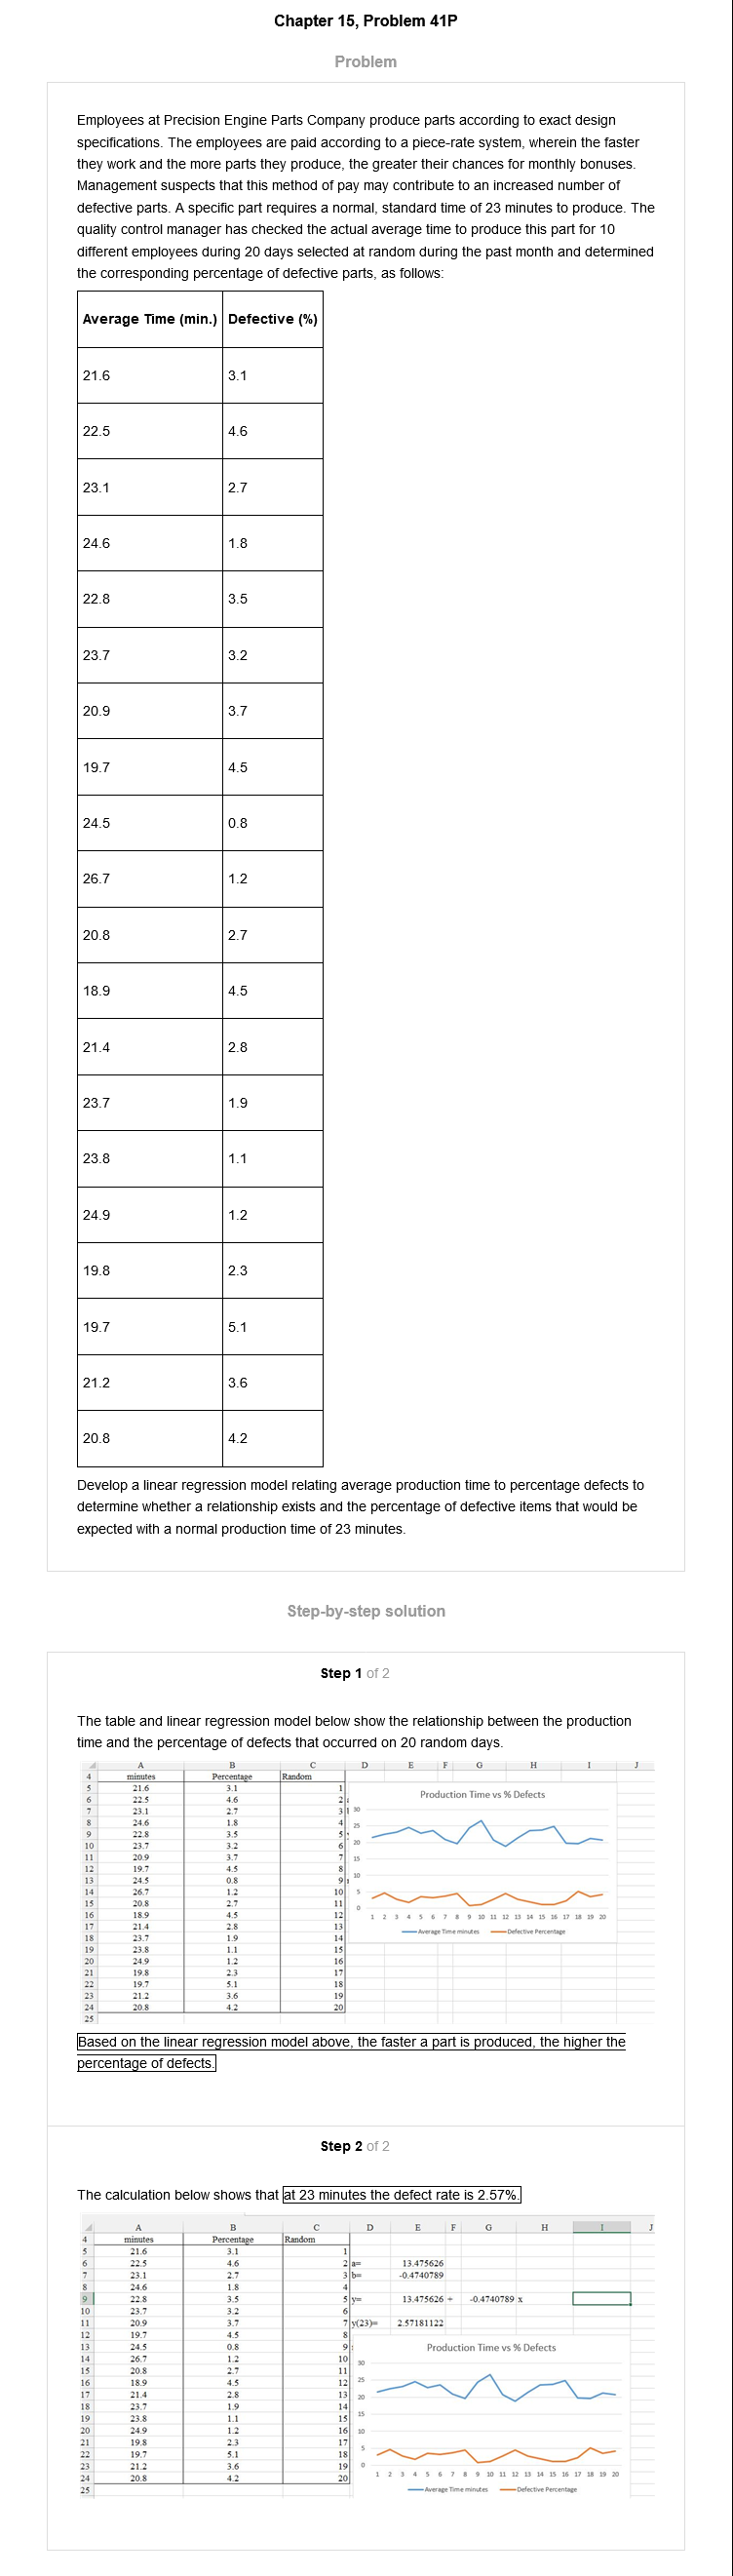 Chapter 15, Problem 41P
Problem
Employees at Precision Engine Parts Company produce parts according to exact design
specifications. The employees are paid according to a piece-rate system, wherein the faster
they work and the more parts they produce, the greater their chances for monthly bonuses.
Management suspects that this method of pay may contribute to an increased number of
defective parts. A specific part requires a normal, standard time of 23 minutes to produce. The
quality control manager has checked the actual average time to produce this part for 10
different employees during 20 days selected at random during the past month and determined
the corresponding percentage of defective parts, as follows:
Average Time (min.) Defective (%)
21.6 3.1
22.5 4.6
23.1 2.7
24.6 1.8
22.8 3.5
23.7 3.2
20.9 3.7
19.7 4.5
24.5 0.8
26.7 1.2
20.8 2.7
18.9 4.5
21.4 2.8
23.7 1.9
23.8 1.1
24.9 1.2
19.8 2.3
19.7 5.1
21.2 3.6
20.8 4.2
Develop a linear regression model relating average production time to percentage defects to
determine whether a relationship exists and the percentage of defective items that would be
expected with a normal production time of 23 minutes.
Step-by-step solution
Step 1 of 2
The table and linear regression model below show the relationship between the production
time and the percentage of defects that occurred on 20 random days.
A B C D E F G H I J
4 minutes Percentage Random
5 21.6 3.1 1
6 22.5 4.6 2
7 23.1 2.7 3
8 24.6 1.8 4
9 22.8 3.5 5
10 23.7 3.2 6
11 20.9 3.7 7
12 19.7 4.5 8
13 24.5 0.8 9
14 26.7 1.2 10
15 20.8 2.7 11
16 18.9 4.5 12
17 21.4 2.8 13
18 23.7 1.9 14
19 23.8 1.1 15
20 24.9 1.2 16
21 19.8 2.3 17
22 19.7 5.1 18
23 21.2 3.6 19
24 20.8 4.2 20
25
Production Time vs % Defects
30
25
20
15
10
5
0
1 2 3 4 5 6 7 8 9 10 11 12 13 14 15 16 17 18 19 20
Average Time minutes Defective Percentage
Based on the linear regression model above, the faster a part is produced, the higher the
percentage of defects.
Step 2 of 2
The calculation below shows that at 23 minutes the defect rate is 2.57%.
A B C D E F G H I J
4 minutes Percentage Random
5 21.6 3.1 1
6 22.5 4.6 2 a= 13.475626
7 23.1 2.7 3 b= -0.4740789
8 24.6 1.8 4
9 22.8 3.5 5 y= 13.475626 + -0.4740789 x
10 23.7 3.2 6
11 20.9 3.7 7 y(23)= 2.57181122
12 19.7 4.5 8
13 24.5 0.8 9
14 26.7 1.2 10
15 20.8 2.7 11
16 18.9 4.5 12
17 21.4 2.8 13
18 23.7 1.9 14
19 23.8 1.1 15
20 24.9 1.2 16
21 19.8 2.3 17
22 19.7 5.1 18
23 21.2 3.6 19
24 20.8 4.2 20
25
Production Time vs % Defects
30
25
20
15
10
5
0
1 2 3 4 5 6 7 8 9 10 11 12 13 14 15 16 17 18 19 20
Average Time minutes Defective Percentage